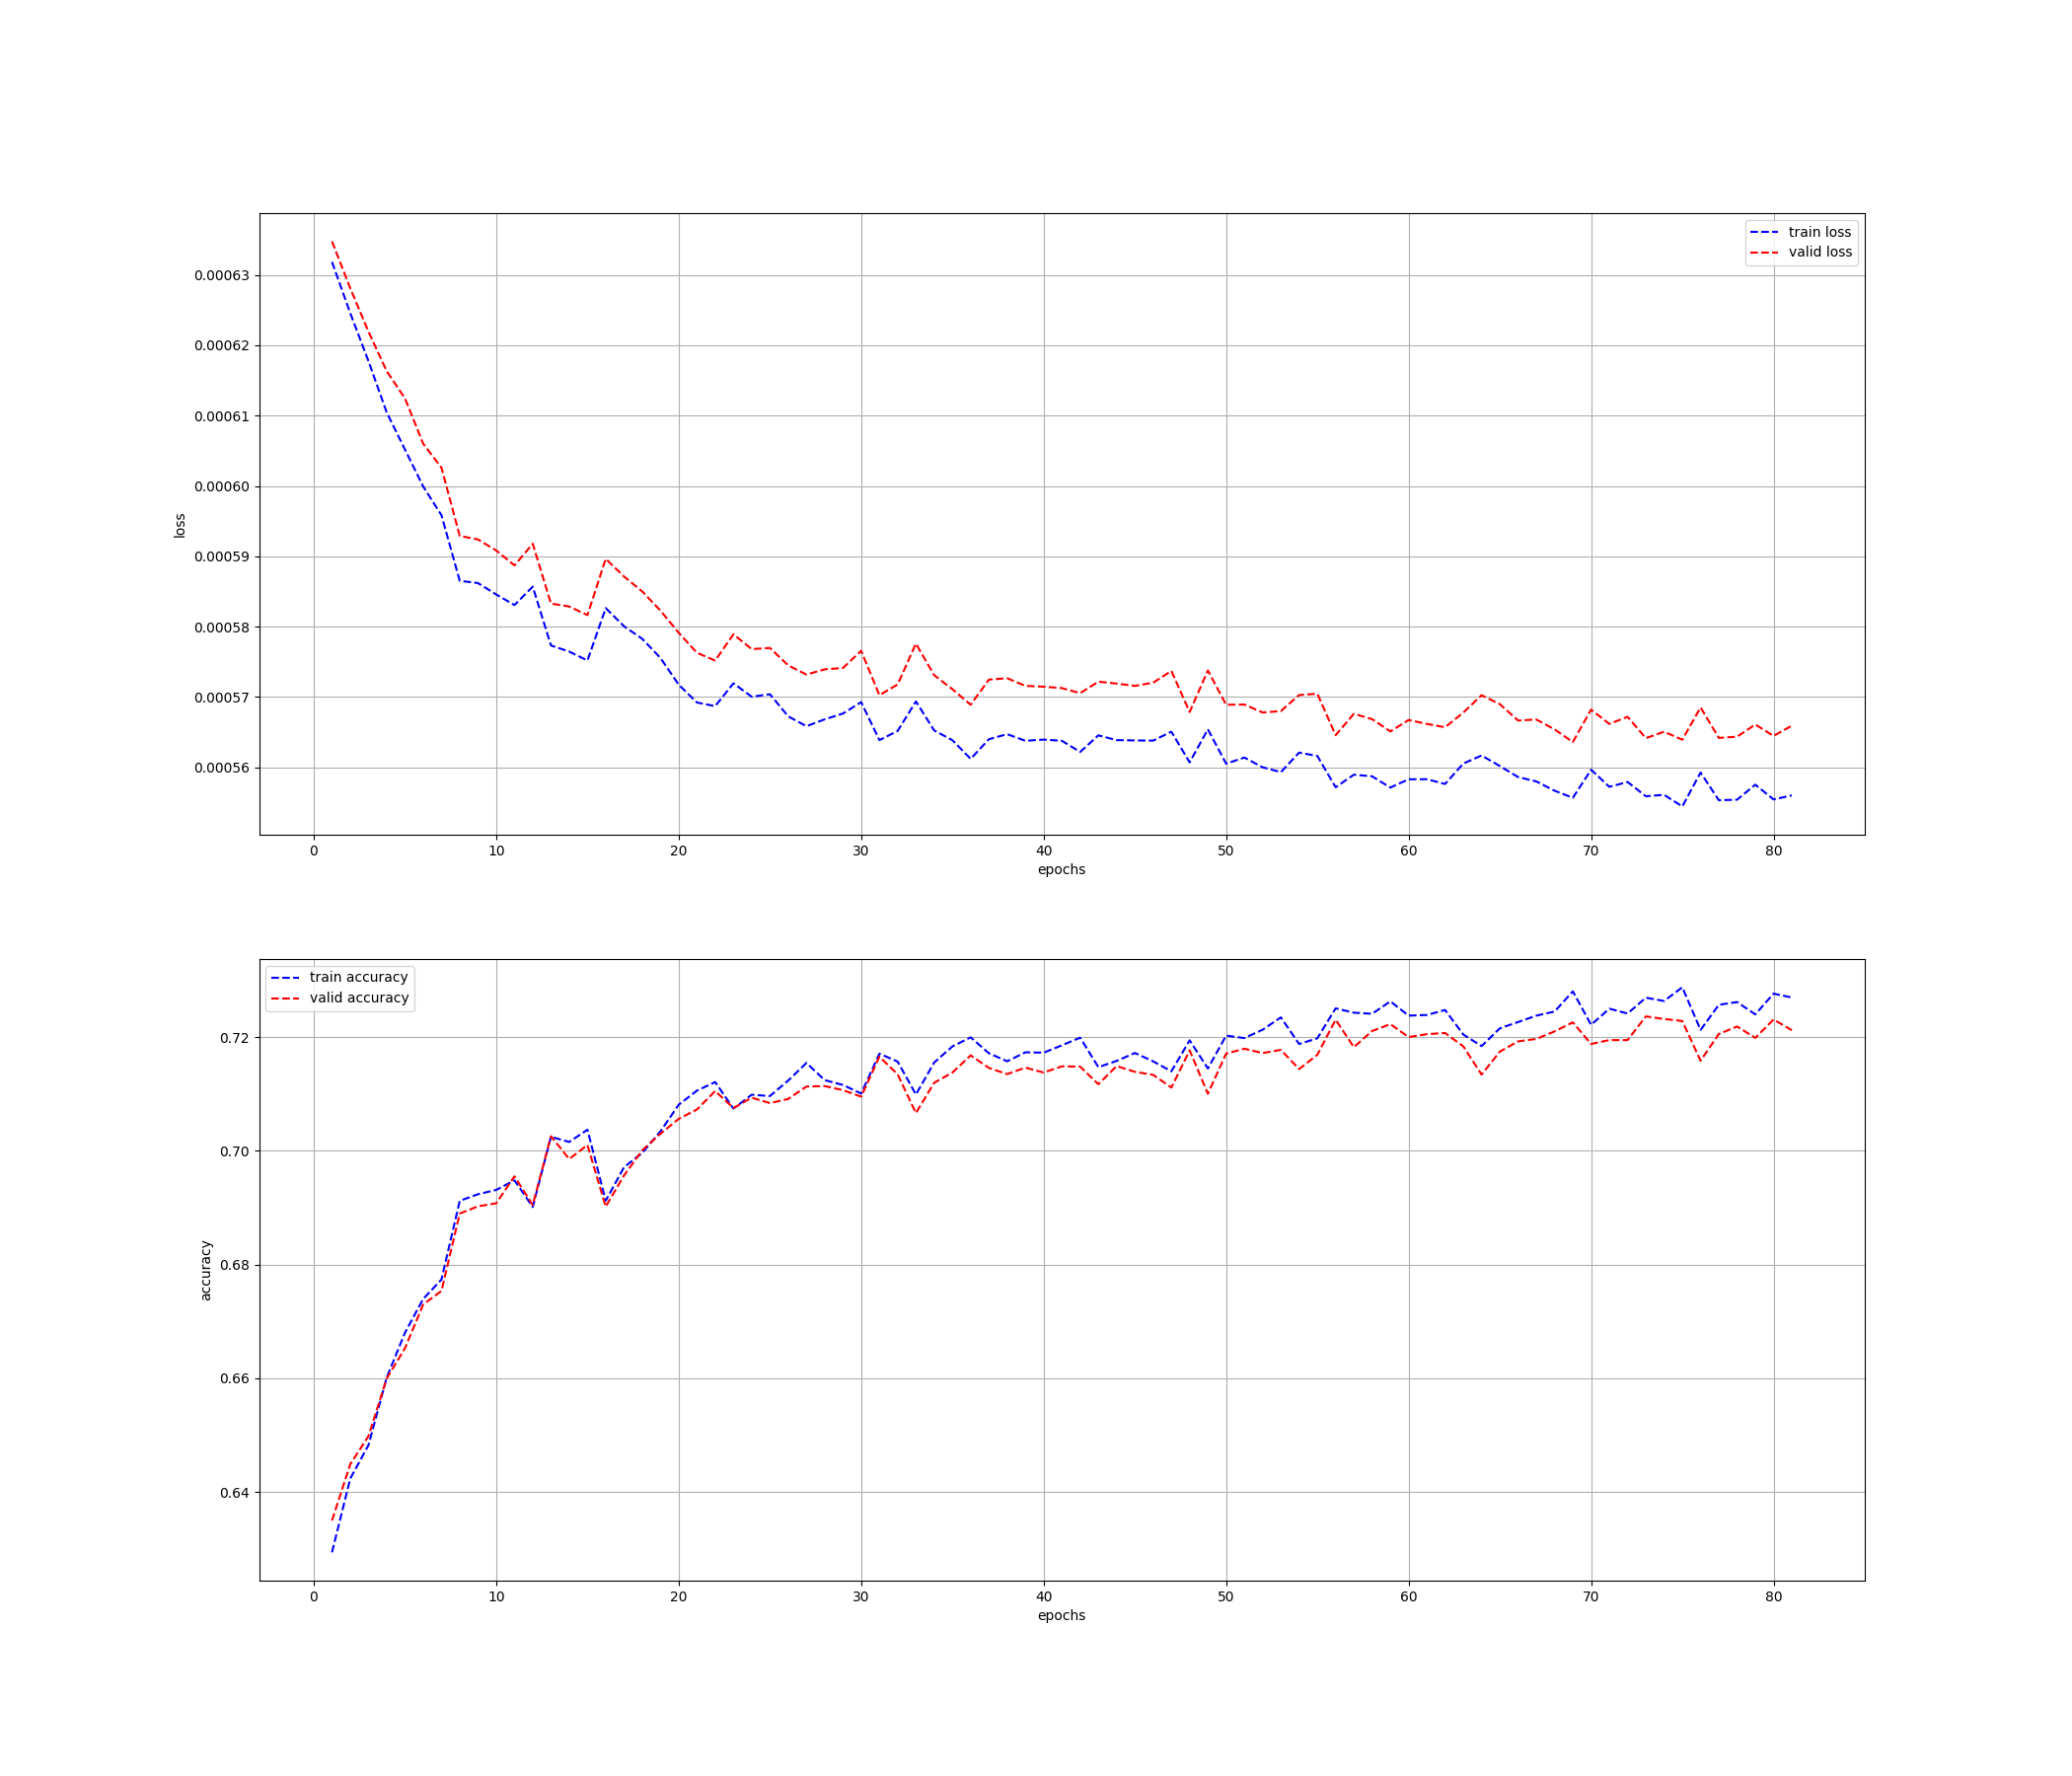 train loss
valid loss
0.00063
0.00062
0.00061
0.00060
0.00059
0.00058
0.00057
0.00056
loss
0 10 20 30 40 50 60 70 80
epochs
train accuracy
valid accuracy
0.72
0.70
0.68
0.66
0.64
accuracy
0 10 20 30 40 50 60 70 80
epochs